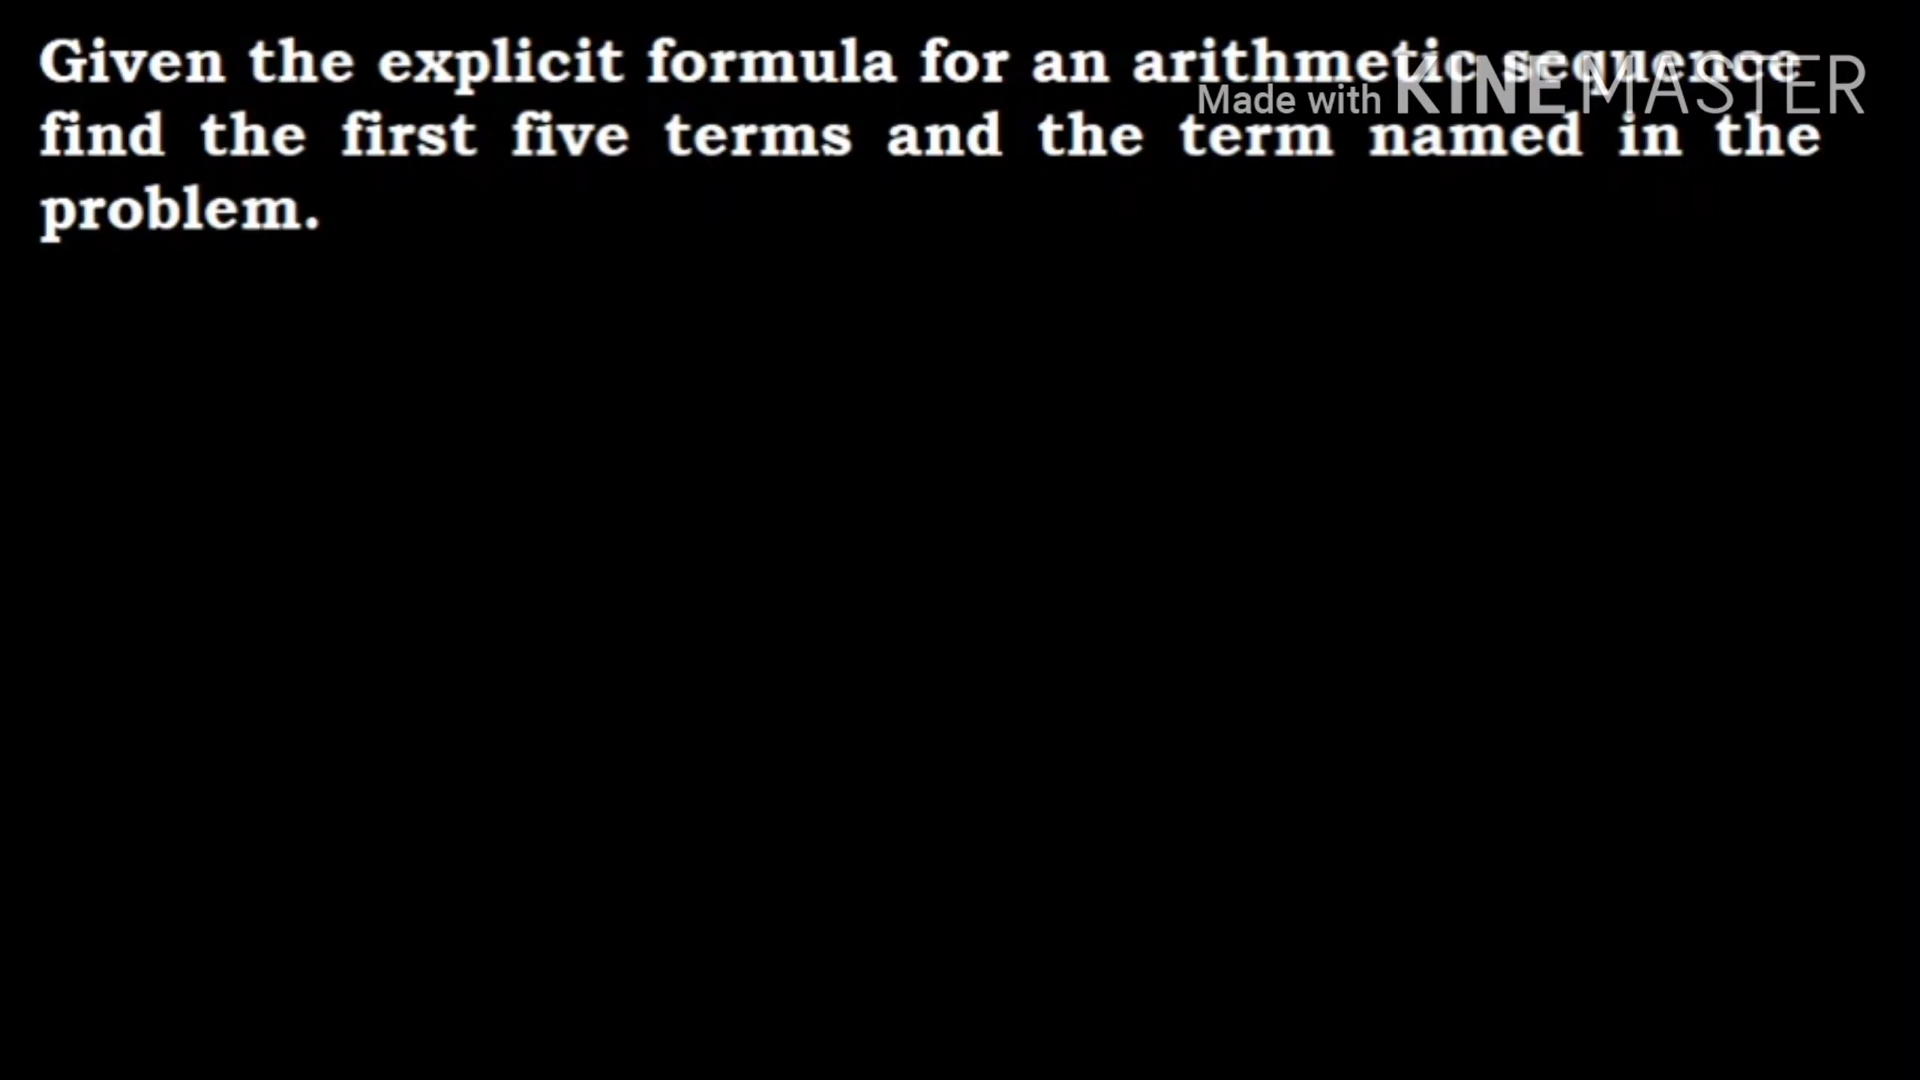 Given the explicit formula for an arithmetic sequence
Made with KINEMASTER
find the first five terms and the term named in the
problem.